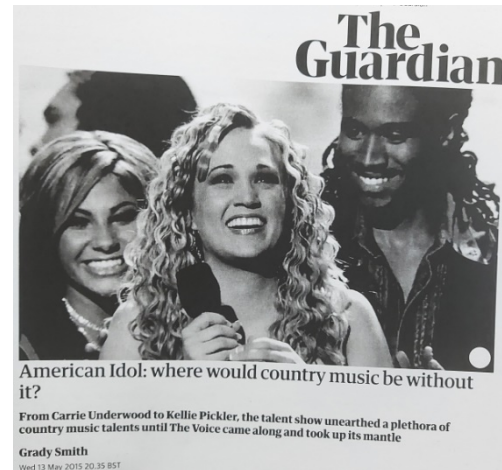 The
Guardian
American Idol: where would country music be without
it?
From Carrie Underwood to Kellie Pickler, the talent show unearthed a plethora of
country music talents until The Voice came along and took up its mantle
Grady Smith
Wed 13 May 2015 20.35 BST